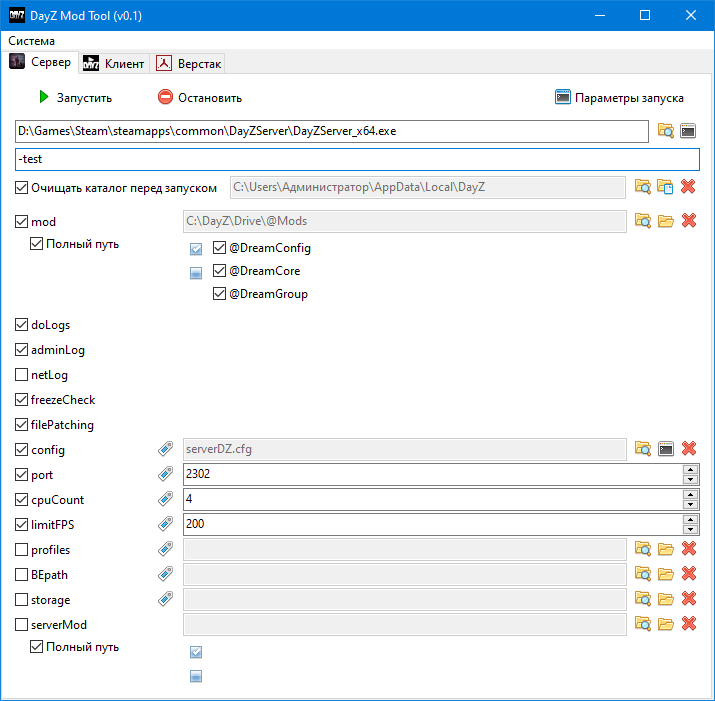 DayZ Mod Tool (v0.1)
Система
Сервер Клиент Верстак
Запустить Остановить Параметры запуска
D:\Games\Steam\steamapps\common\DayZServer\DayZServer_x64.exe
-test
Очищать каталог перед запуском C:\Users\Администратор\AppData\Local\DayZ
mod C:\DayZ\Drive\@Mods
Полный путь @DreamConfig
@DreamCore
@DreamGroup
doLogs
adminLog
netLog
freezeCheck
filePatching
config serverDZ.cfg
port 2302
cpuCount 4
limitFPS 200
profiles
BEpath
storage
serverMod
Полный путь